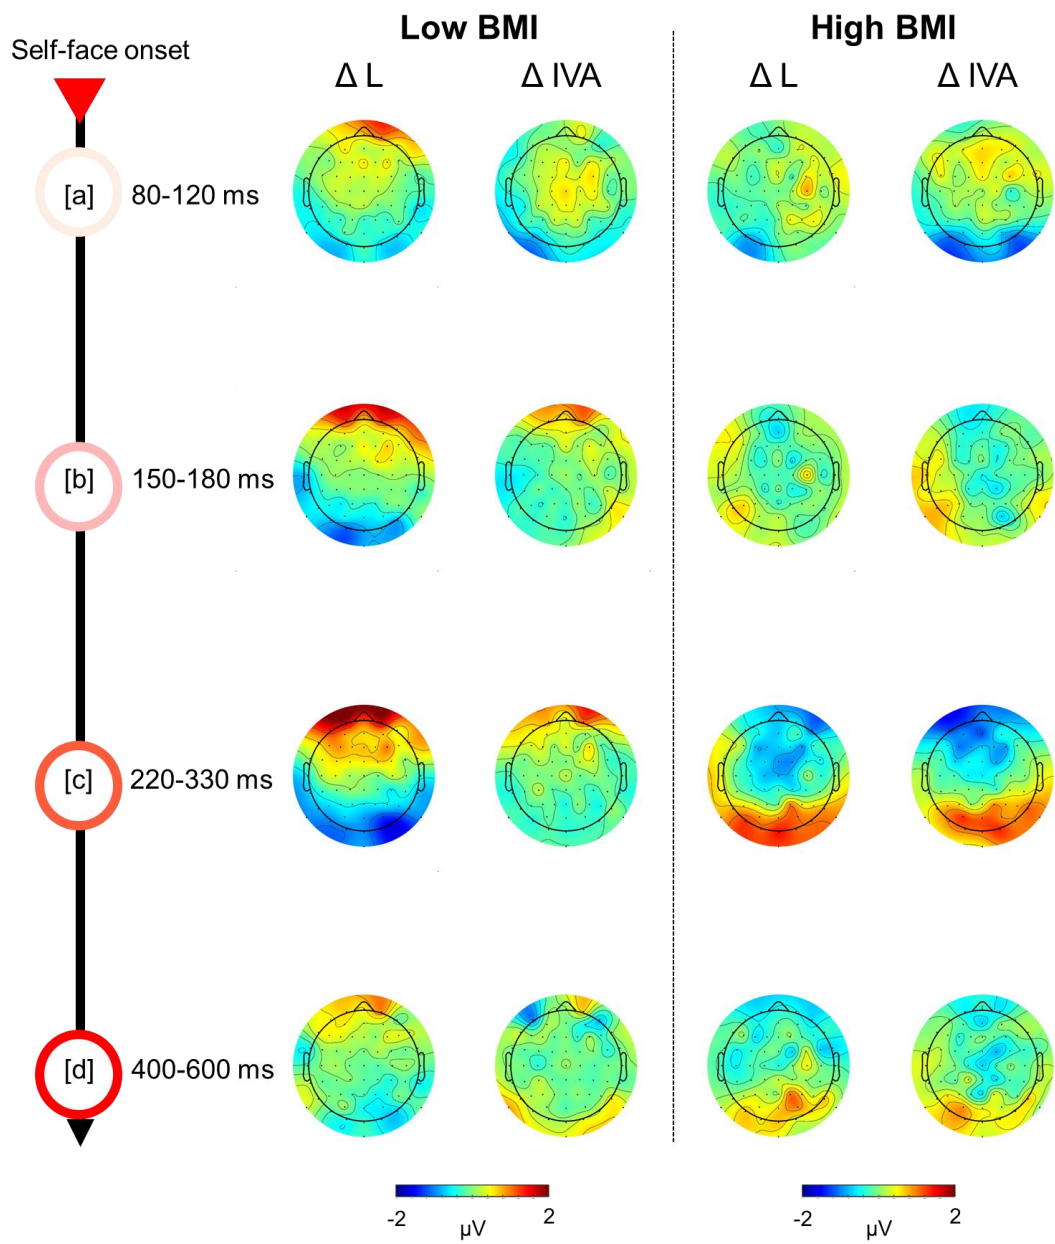 Low BMI
High BMI
Self-face onset
Δ L
Δ IVA
Δ L
Δ IVA
[a]
80-120 ms
[b]
150-180 ms
[c]
220-330 ms
[d]
400-600 ms
-2
2
µV
-2
2
µV